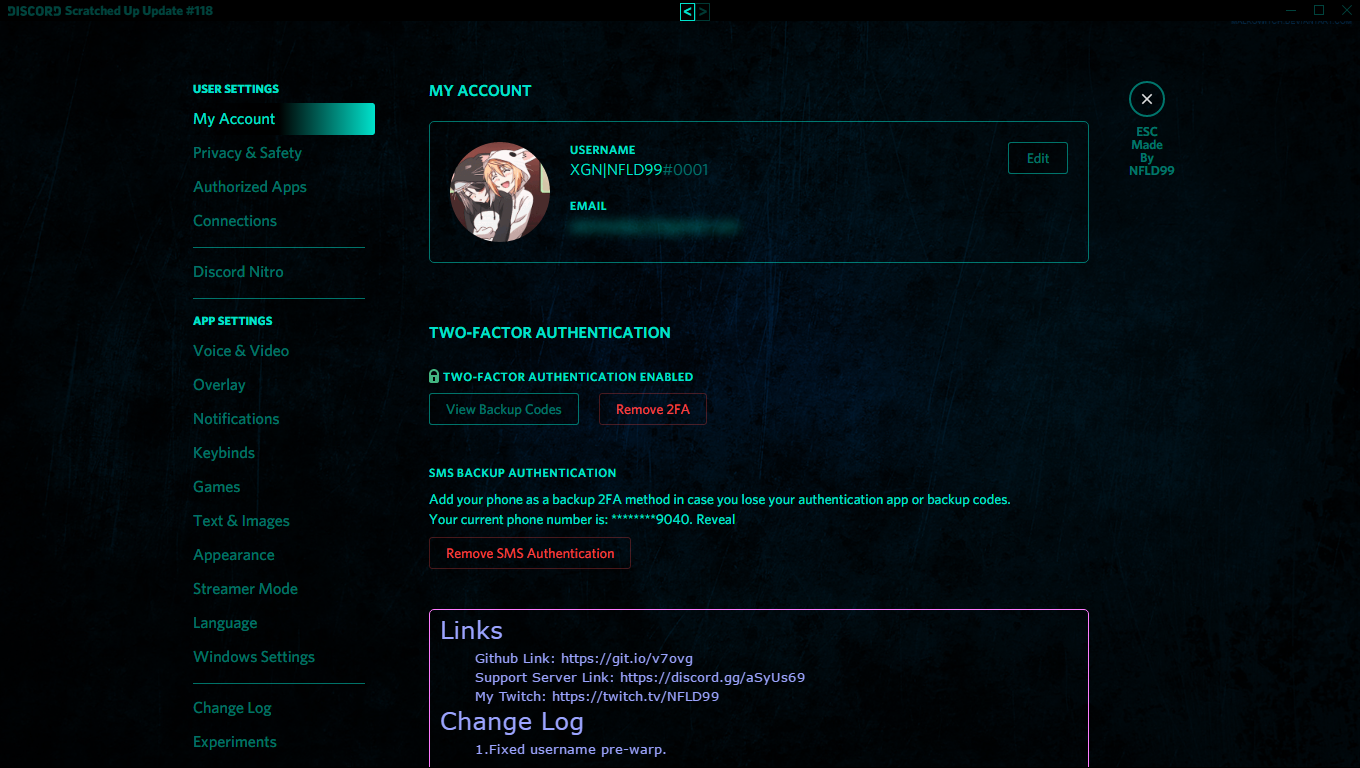 DISCORD Scratched Up Update #118
< >
USER SETTINGS
My Account
Privacy & Safety
Authorized Apps
Connections
Discord Nitro
APP SETTINGS
Voice & Video
Overlay
Notifications
Keybinds
Games
Text & Images
Appearance
Streamer Mode
Language
Windows Settings
Change Log
Experiments
MY ACCOUNT
USERNAME
XGN|NFLD99#0001
Edit
EMAIL
TWO-FACTOR AUTHENTICATION
TWO-FACTOR AUTHENTICATION ENABLED
View Backup Codes
Remove 2FA
SMS BACKUP AUTHENTICATION
Add your phone as a backup 2FA method in case you lose your authentication app or backup codes.
Your current phone number is: ********9040. Reveal
Remove SMS Authentication
Links
Github Link: https://git.io/v7ovg
Support Server Link: https://discord.gg/aSyUs69
My Twitch: https://twitch.tv/NFLD99
Change Log
1.Fixed username pre-warp.
ESC
Made
By
NFLD99